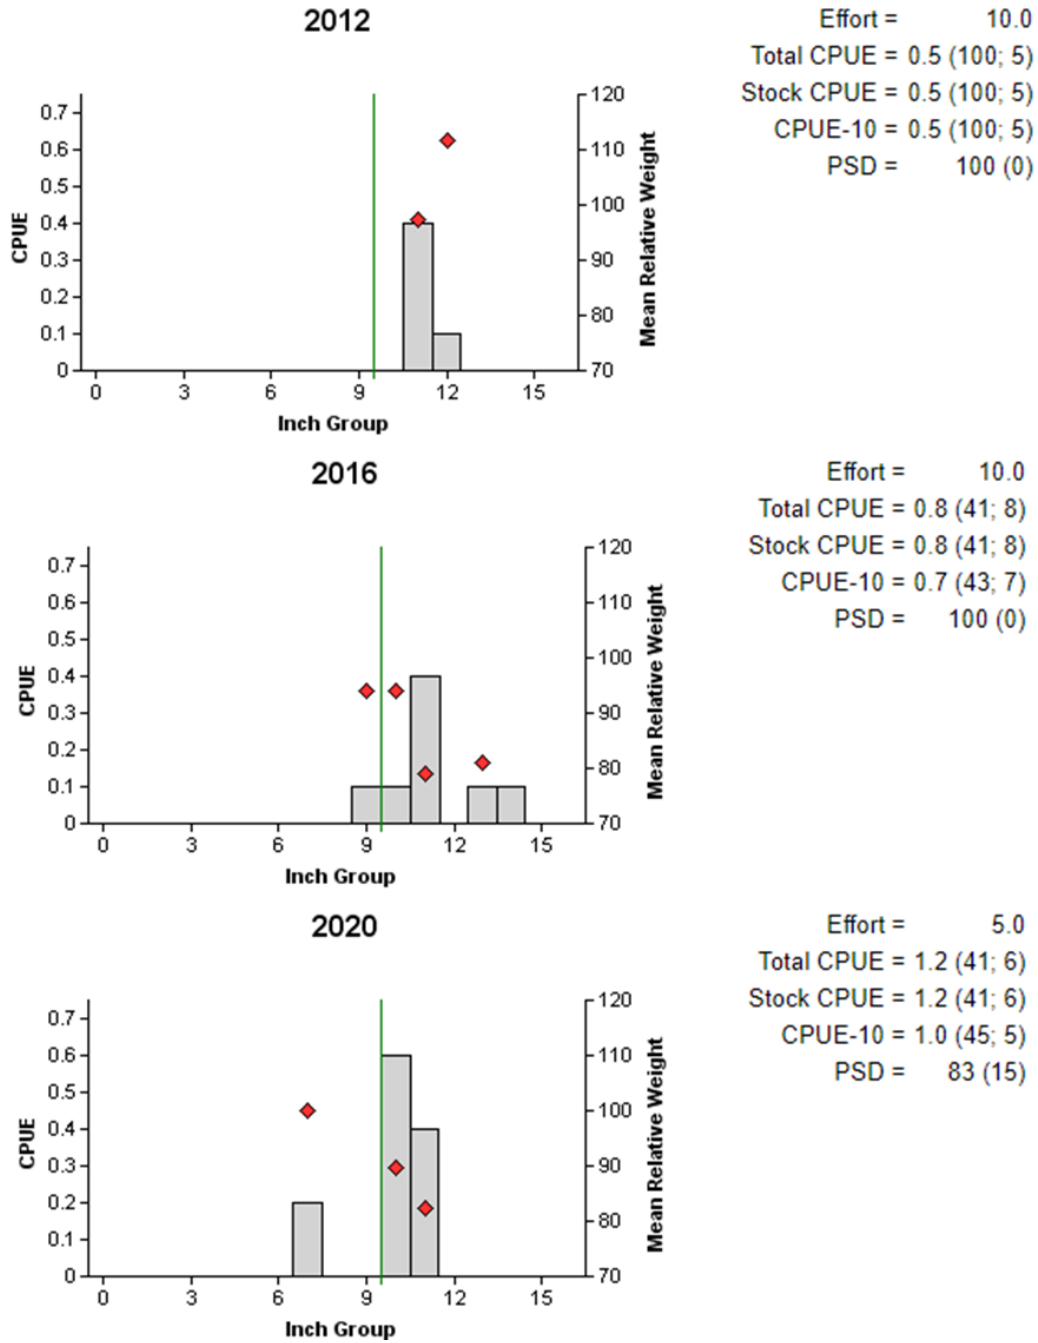 2012
Effort = 10.0
Total CPUE = 0.5 (100; 5)
Stock CPUE = 0.5 (100; 5)
CPUE-10 = 0.5 (100; 5)
PSD = 100 (0)
CPUE
0.7
0.6
0.5
0.4
0.3
0.2
0.1
0
120
110
100
90
80
70
Mean Relative Weight
0 3 6 9 12 15
Inch Group
2016
Effort = 10.0
Total CPUE = 0.8 (41; 8)
Stock CPUE = 0.8 (41; 8)
CPUE-10 = 0.7 (43; 7)
PSD = 100 (0)
CPUE
0.7
0.6
0.5
0.4
0.3
0.2
0.1
0
120
110
100
90
80
70
Mean Relative Weight
0 3 6 9 12 15
Inch Group
2020
Effort = 5.0
Total CPUE = 1.2 (41; 6)
Stock CPUE = 1.2 (41; 6)
CPUE-10 = 1.0 (45; 5)
PSD = 83 (15)
CPUE
0.7
0.6
0.5
0.4
0.3
0.2
0.1
0
120
110
100
90
80
70
Mean Relative Weight
0 3 6 9 12 15
Inch Group